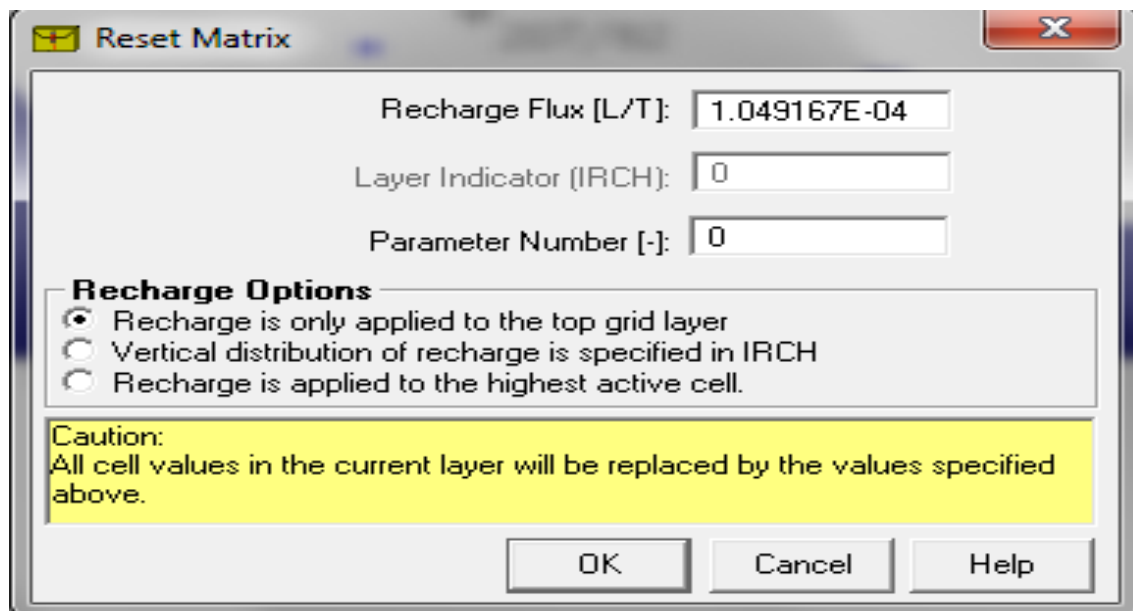 Reset Matrix
Recharge Flux [L/T]: 1.049167E-04
Layer Indicator (IRCH): 0
Parameter Number [-]: 0
Recharge Options
Recharge is only applied to the top grid layer
Vertical distribution of recharge is specified in IRCH
Recharge is applied to the highest active cell.
Caution:
All cell values in the current layer will be replaced by the values specified
above.
OK Cancel Help